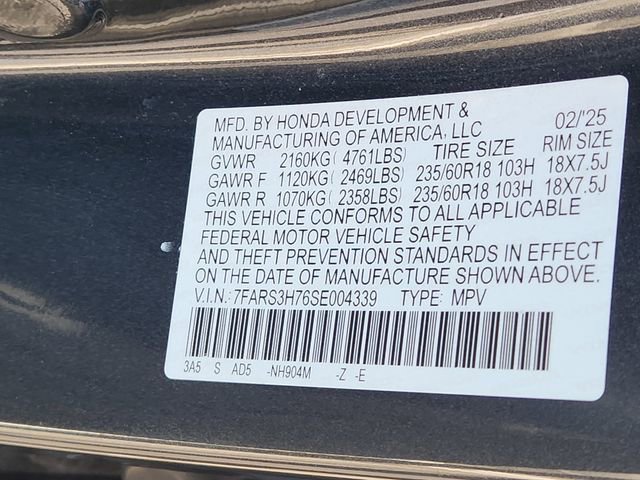 MFD. BY HONDA DEVELOPMENT & 02/'25
MANUFACTURING OF AMERICA, LLC RIM SIZE
GVWR 2160KG ( 4761LBS) TIRE SIZE
GAWR F 1120KG ( 2469LBS) 235/60R18 103H 18X7.5J
GAWR R 1070KG ( 2358LBS) 235/60R18 103H 18X7.5J
THIS VEHICLE CONFORMS TO ALL APPLICABLE
FEDERAL MOTOR VEHICLE SAFETY
AND THEFT PREVENTION STANDARDS IN EFFECT
ON THE DATE OF MANUFACTURE SHOWN ABOVE.
V.I.N.: 7FARS3H76SE004339 TYPE: MPV
3A5 S AD5 -NH904M -Z -E